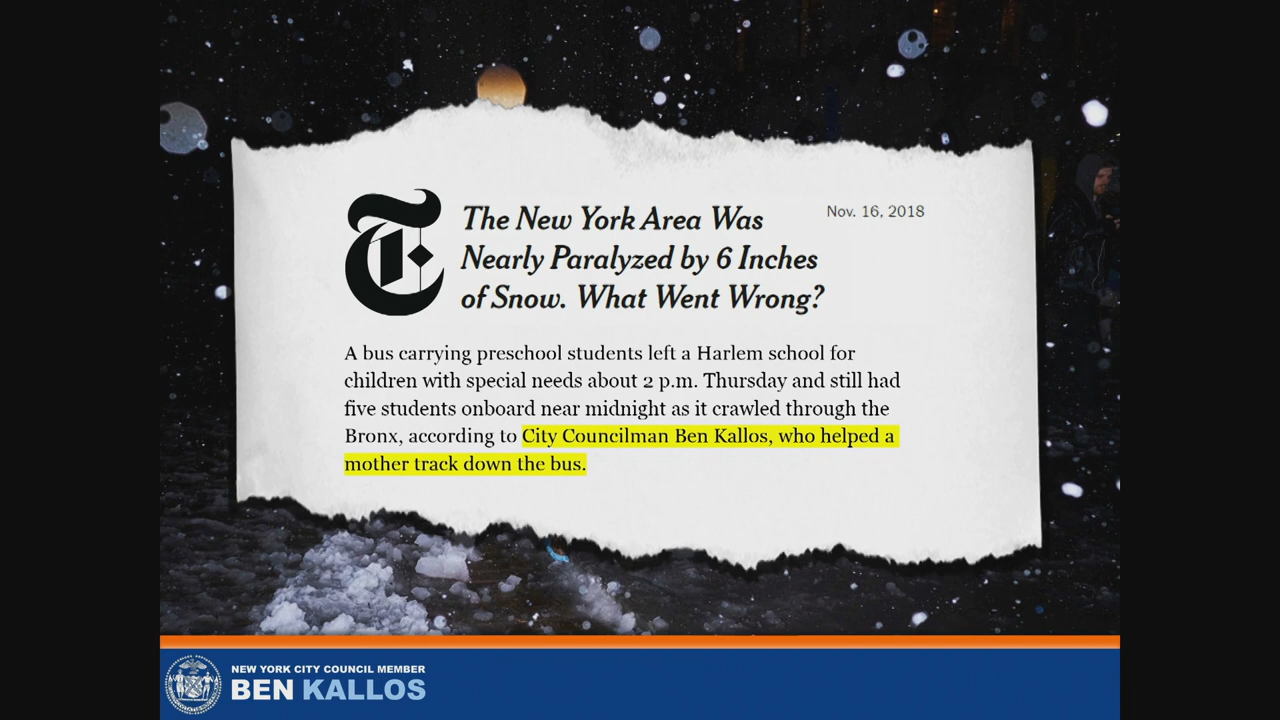 The New York Area Was
Nov. 16, 2018
Nearly Paralyzed by 6 Inches
of Snow. What Went Wrong?
A bus carrying preschool students left a Harlem school for
children with special needs about 2 p.m. Thursday and still had
five students onboard near midnight as it crawled through the
Bronx, according to City Councilman Ben Kallos, who helped a
mother track down the bus.
NEW YORK CITY COUNCIL MEMBER
BEN KALLOS